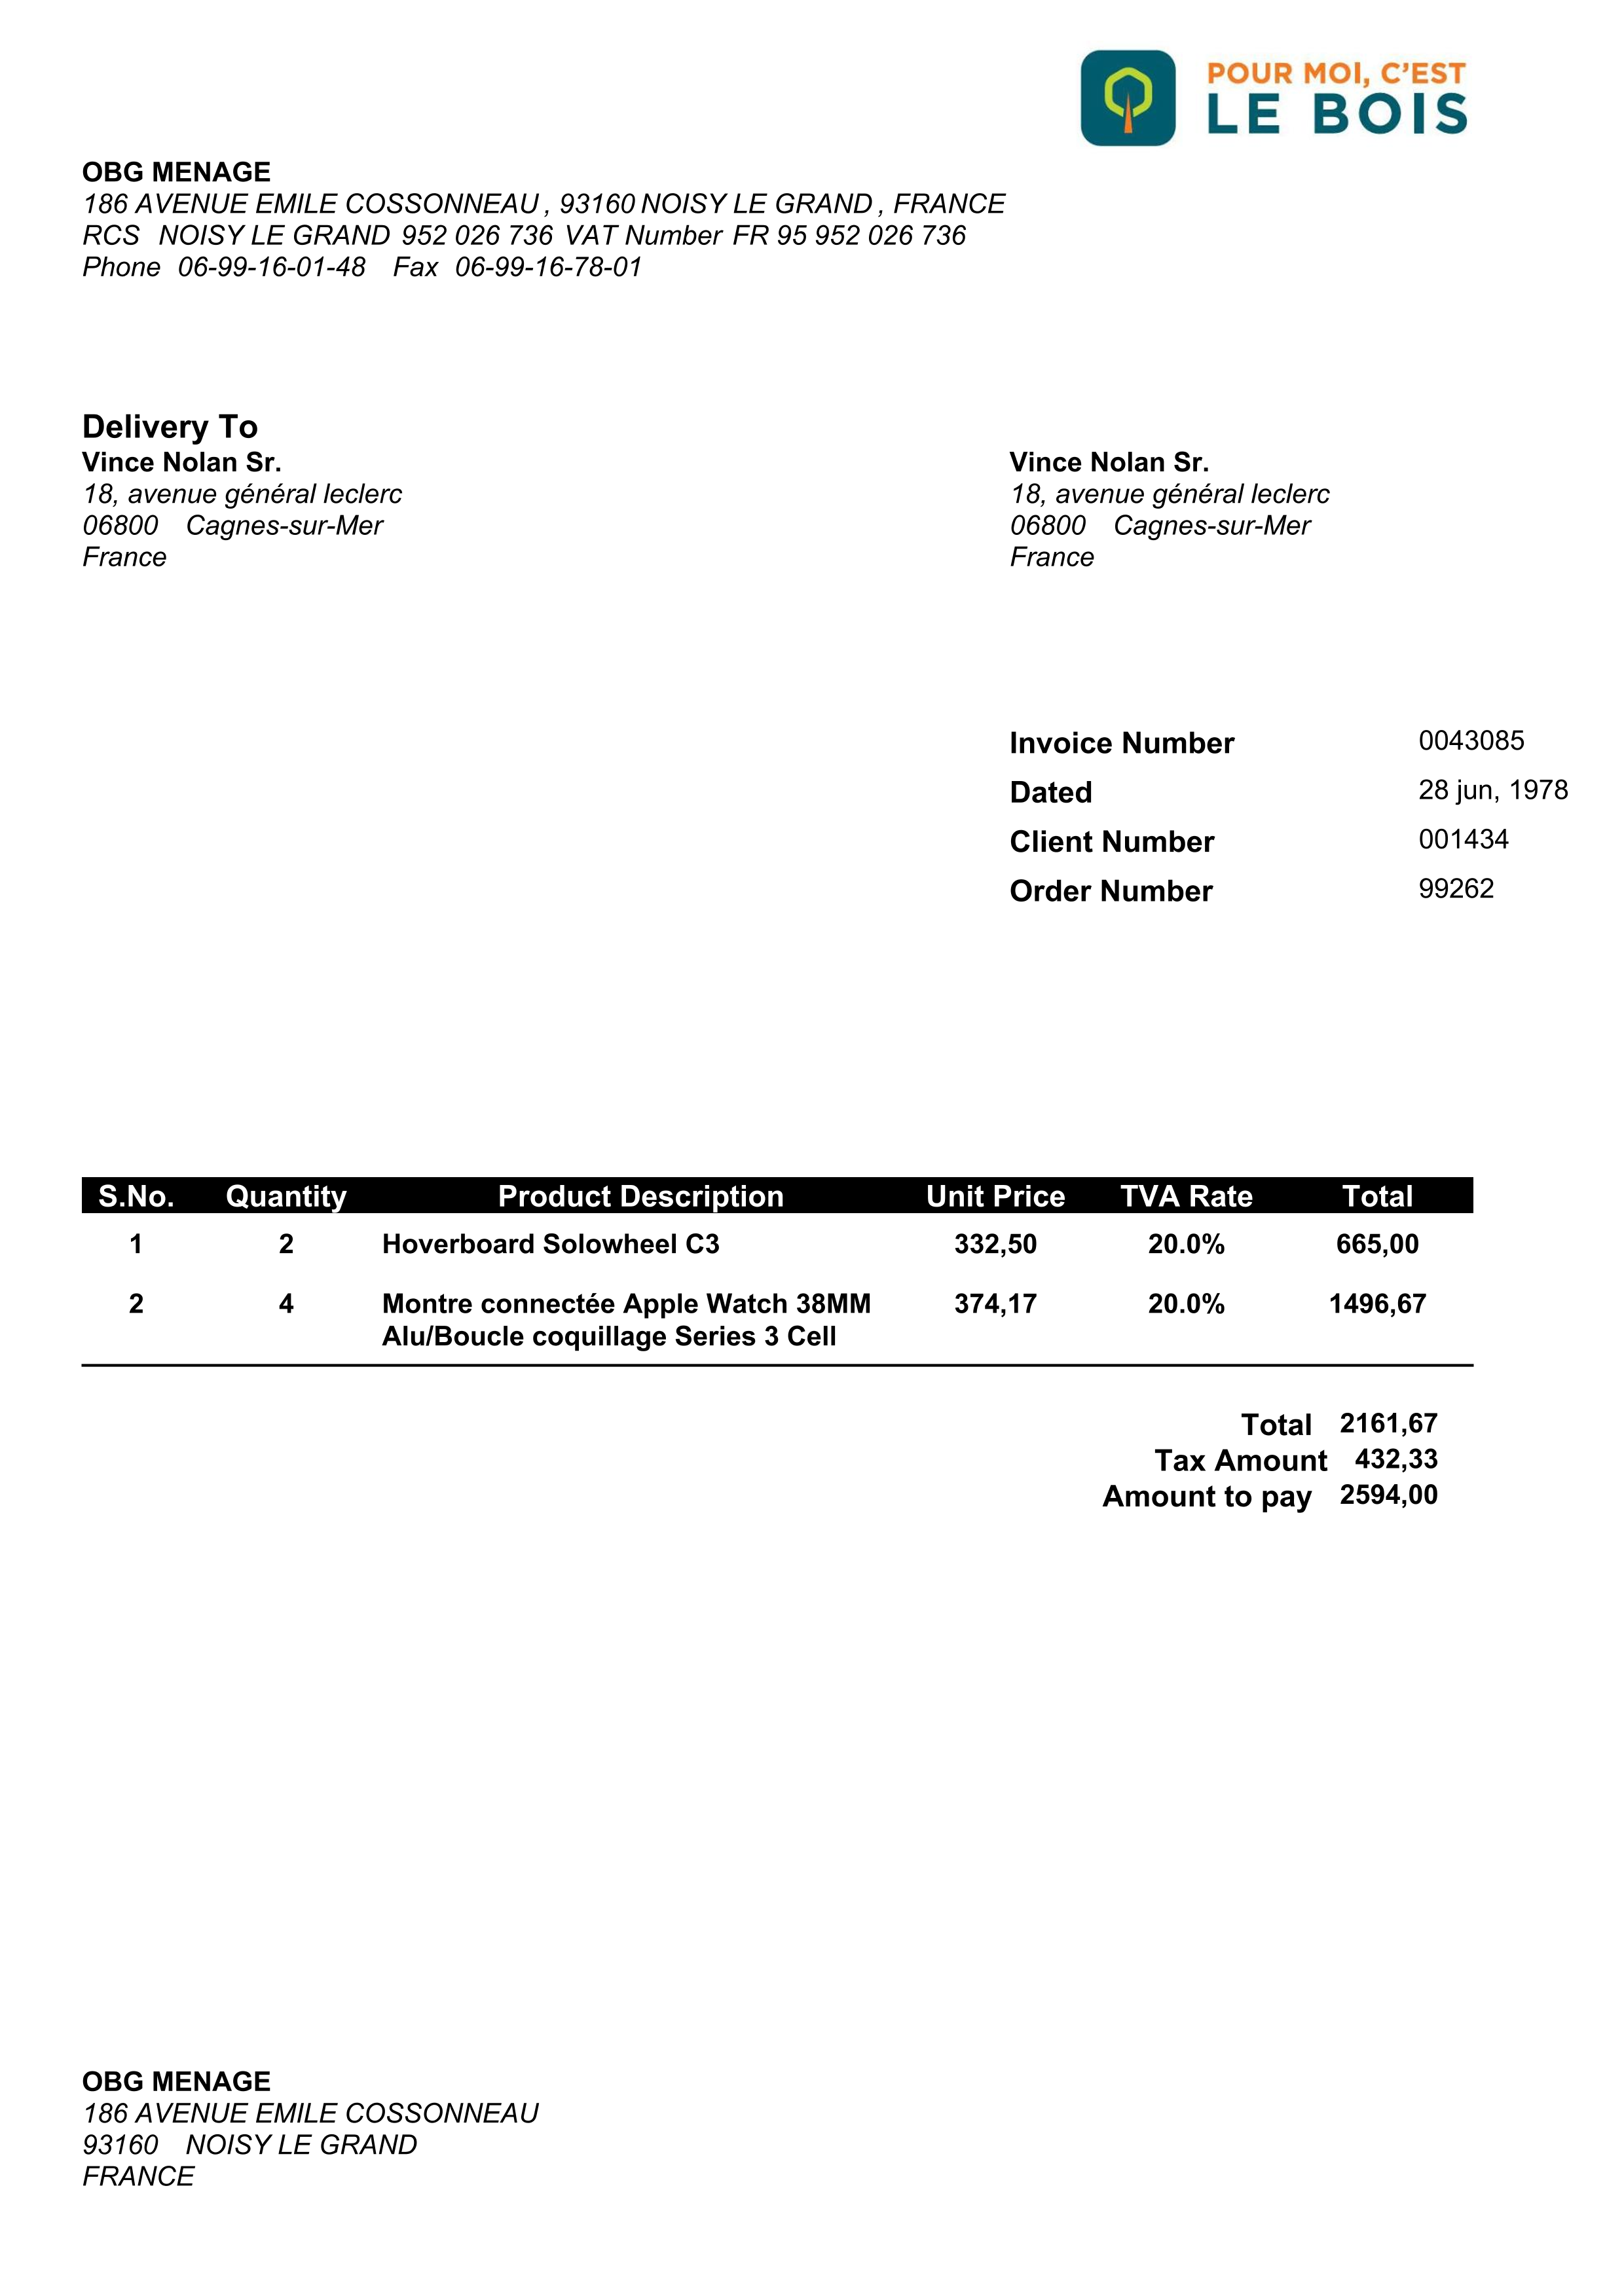 POUR MOI, C'EST
LE BOIS
OBG MENAGE
186 AVENUE EMILE COSSONNEAU , 93160 NOISY LE GRAND , FRANCE
RCS NOISY LE GRAND 952 026 736 VAT Number FR 95 952 026 736
Phone 06-99-16-01-48 Fax 06-99-16-78-01
Delivery To
Vince Nolan Sr.
18, avenue général leclerc
06800 Cagnes-sur-Mer
France
Vince Nolan Sr.
18, avenue général leclerc
06800 Cagnes-sur-Mer
France
Invoice Number 0043085
Dated 28 jun, 1978
Client Number 001434
Order Number 99262
S.No. Quantity Product Description Unit Price TVA Rate Total
1 2 Hoverboard Solowheel C3 332,50 20.0% 665,00
2 4 Montre connectée Apple Watch 38MM 374,17 20.0% 1496,67
Alu/Boucle coquillage Series 3 Cell
Total 2161,67
Tax Amount 432,33
Amount to pay 2594,00
OBG MENAGE
186 AVENUE EMILE COSSONNEAU
93160 NOISY LE GRAND
FRANCE